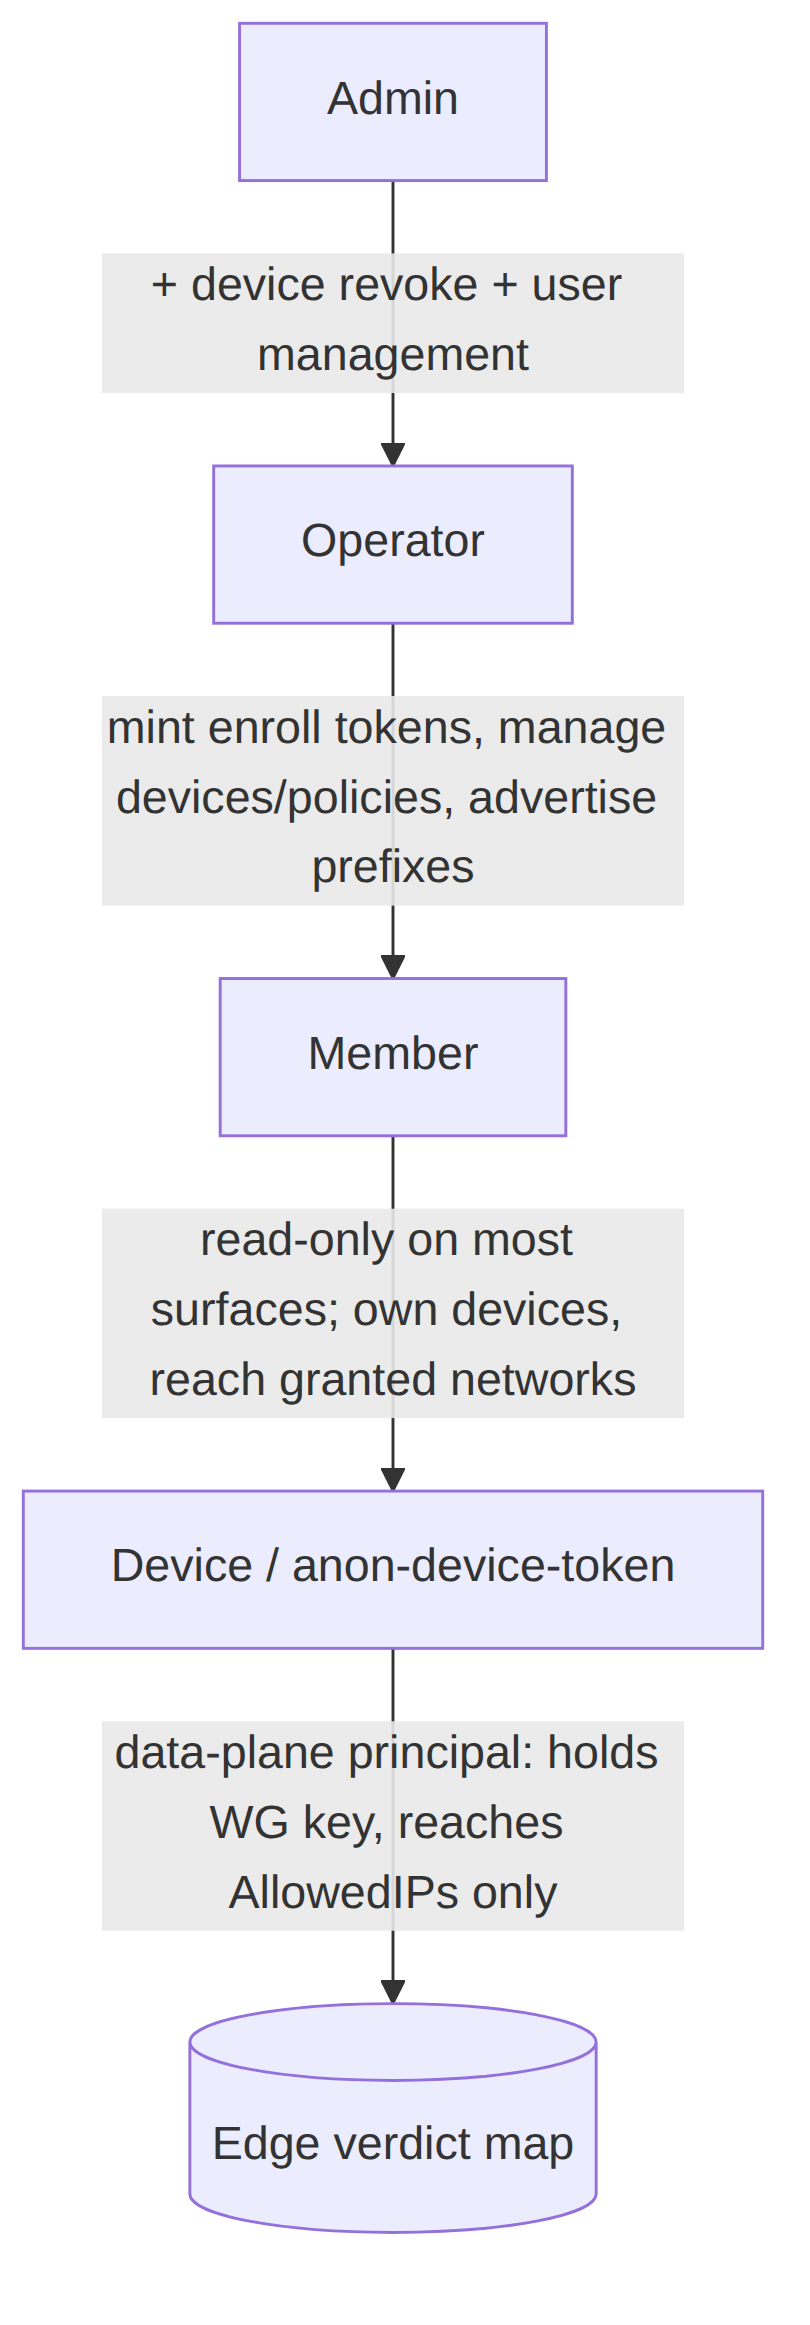 Admin
+ device revoke + user
management
Operator
mint enroll tokens, manage
devices/policies, advertise
prefixes
Member
read-only on most
surfaces; own devices,
reach granted networks
Device / anon-device-token
data-plane principal: holds
WG key, reaches
AllowedIPs only
Edge verdict map